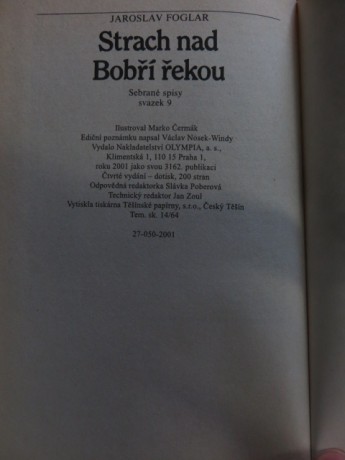 JAROSLAV FOGLAR
Strach nad
Bobří řekou
Sebrané spisy
svazek 9
Ilustroval Marko Čermák
Ediční poznámku napsal Václav Nosek-Windy
Vydalo Nakladatelství OLYMPIA, a. s.,
Klimentská 1, 110 15 Praha 1,
roku 2001 jako svou 3162. publikaci
Čtvrté vydání – dotisk, 200 stran
Odpovědná redaktorka Slávka Poberová
Technický redaktor Jan Zoul
Vytiskla tiskárna Těšínské papírny, s.r.o., Český Těšín
Tem. sk. 14/64
27-050-2001